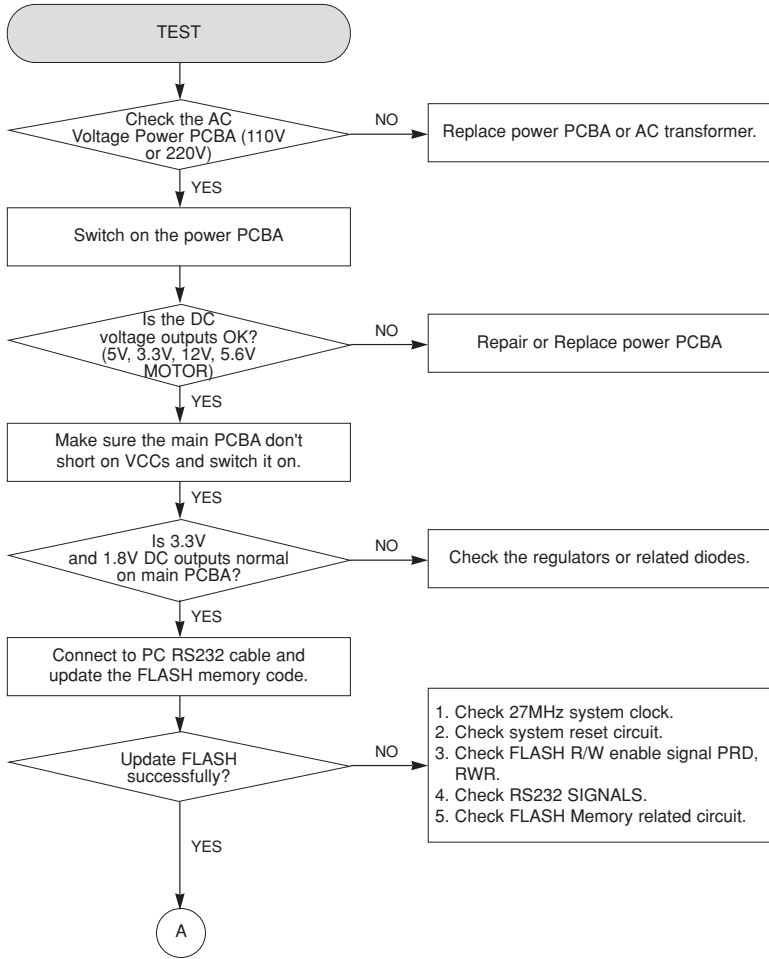 TEST
Check the AC
Voltage Power PCBA (110V
or 220V)
NO
Replace power PCBA or AC transformer.
YES
Switch on the power PCBA
Is the DC
voltage outputs OK?
(5V, 3.3V, 12V, 5.6V
MOTOR)
NO
Repair or Replace power PCBA
YES
Make sure the main PCBA don't
short on VCCs and switch it on.
YES
Is 3.3V
and 1.8V DC outputs normal
on main PCBA?
NO
Check the regulators or related diodes.
YES
Connect to PC RS232 cable and
update the FLASH memory code.
Update FLASH
successfully?
NO
1. Check 27MHz system clock.
2. Check system reset circuit.
3. Check FLASH R/W enable signal PRD,
RWR.
4. Check RS232 SIGNALS.
5. Check FLASH Memory related circuit.
YES
A